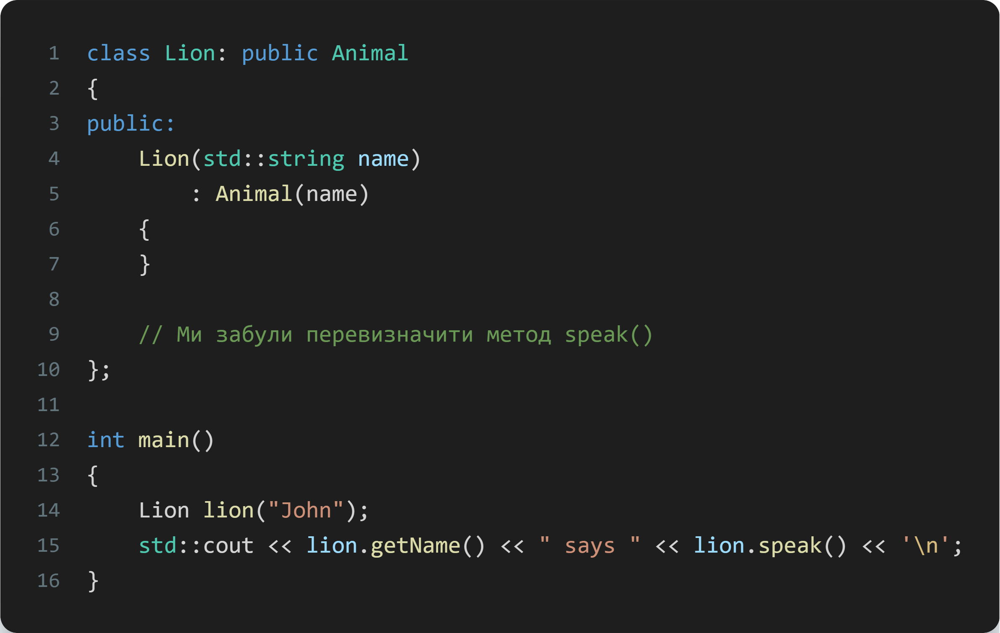 1 class Lion: public Animal
2 {
3 public:
4     Lion(std::string name)
5         : Animal(name)
6     {
7     }
8
9     // Ми забули перевизначити метод speak()
10 };
11
12 int main()
13 {
14     Lion lion("John");
15     std::cout << lion.getName() << " says " << lion.speak() << '\n';
16 }